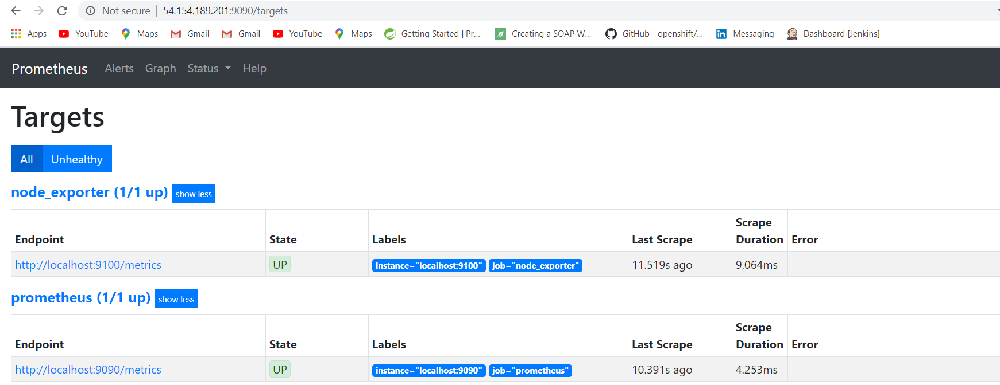 Not secure | 54.154.189.201:9090/targets
Apps YouTube Maps Gmail Gmail YouTube Maps Getting Started | Pr... Creating a SOAP W... GitHub - openshift/... Messaging Dashboard [Jenkins]
Prometheus Alerts Graph Status Help
Targets
All Unhealthy
node_exporter (1/1 up) show less
Endpoint State Labels Last Scrape Scrape Duration Error
http://localhost:9100/metrics UP instance="localhost:9100" job="node_exporter" 11.519s ago 9.064ms
prometheus (1/1 up) show less
Endpoint State Labels Last Scrape Scrape Duration Error
http://localhost:9090/metrics UP instance="localhost:9090" job="prometheus" 10.391s ago 4.253ms